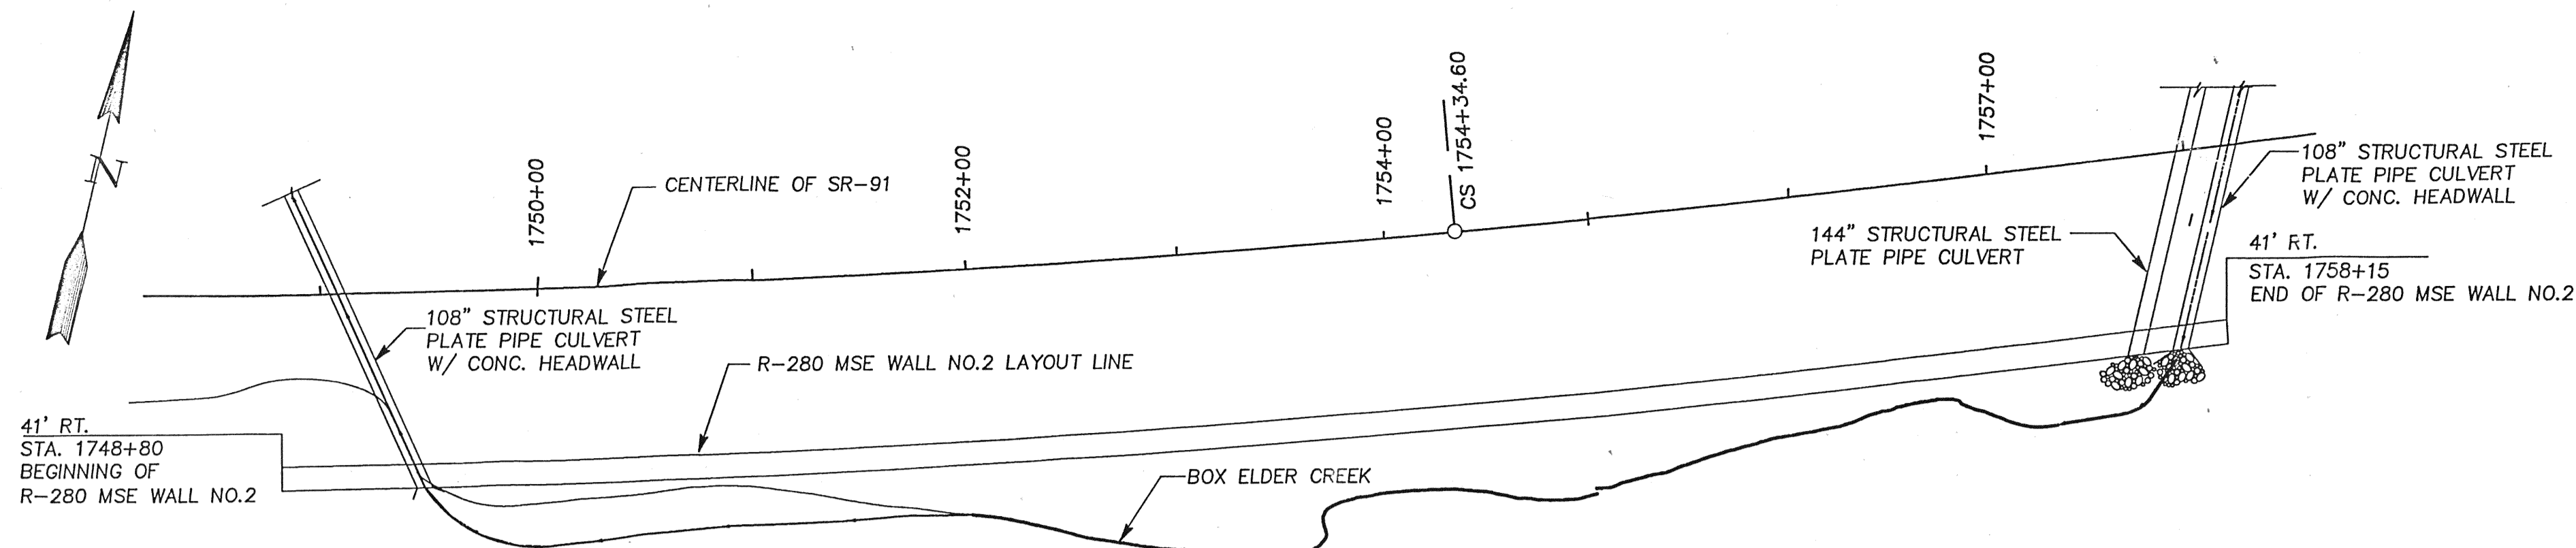 N
1750+00
CENTERLINE OF SR-91
1752+00
1754+00
CS 1754+34.60
1757+00
108" STRUCTURAL STEEL
PLATE PIPE CULVERT
W/ CONC. HEADWALL
144" STRUCTURAL STEEL
PLATE PIPE CULVERT
41' RT.
STA. 1758+15
END OF R-280 MSE WALL NO.2
108" STRUCTURAL STEEL
PLATE PIPE CULVERT
W/ CONC. HEADWALL
R-280 MSE WALL NO.2 LAYOUT LINE
41' RT.
STA. 1748+80
BEGINNING OF
R-280 MSE WALL NO.2
BOX ELDER CREEK